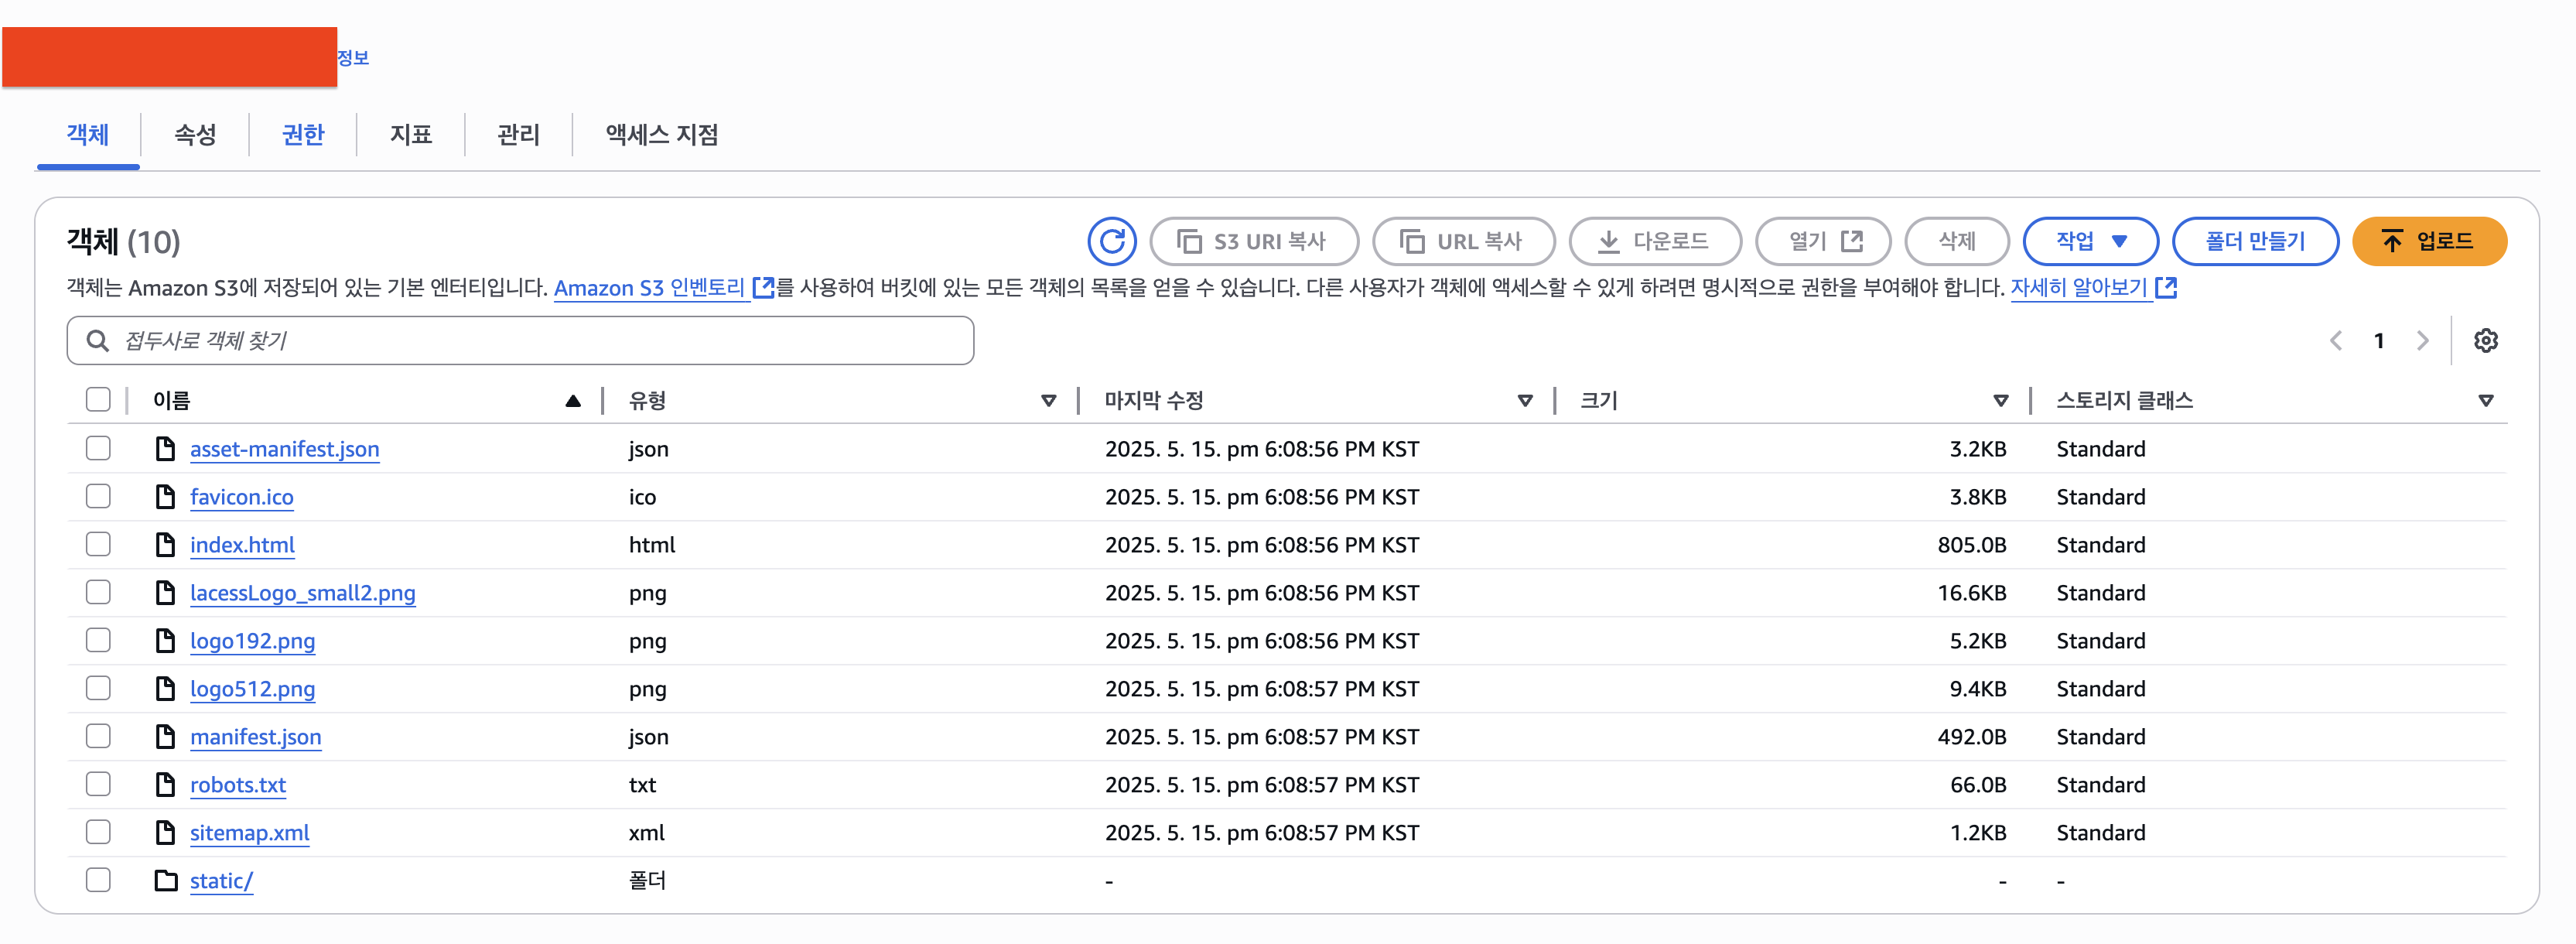 정보
객체 속성 권한 지표 관리 액세스 지점
객체 (10) S3 URI 복사 URL 복사 다운로드 열기 삭제 작업 폴더 만들기 업로드
객체는 Amazon S3에 저장되어 있는 기본 엔터티입니다. Amazon S3 인벤토리를 사용하여 버킷에 있는 모든 객체의 목록을 얻을 수 있습니다. 다른 사용자가 객체에 액세스할 수 있게 하려면 명시적으로 권한을 부여해야 합니다. 자세히 알아보기
접두사로 객체 찾기 1
이름 유형 마지막 수정 크기 스토리지 클래스
asset-manifest.json json 2025. 5. 15. pm 6:08:56 PM KST 3.2KB Standard
favicon.ico ico 2025. 5. 15. pm 6:08:56 PM KST 3.8KB Standard
index.html html 2025. 5. 15. pm 6:08:56 PM KST 805.0B Standard
lacessLogo_small2.png png 2025. 5. 15. pm 6:08:56 PM KST 16.6KB Standard
logo192.png png 2025. 5. 15. pm 6:08:56 PM KST 5.2KB Standard
logo512.png png 2025. 5. 15. pm 6:08:57 PM KST 9.4KB Standard
manifest.json json 2025. 5. 15. pm 6:08:57 PM KST 492.0B Standard
robots.txt txt 2025. 5. 15. pm 6:08:57 PM KST 66.0B Standard
sitemap.xml xml 2025. 5. 15. pm 6:08:57 PM KST 1.2KB Standard
static/ 폴더 - - -